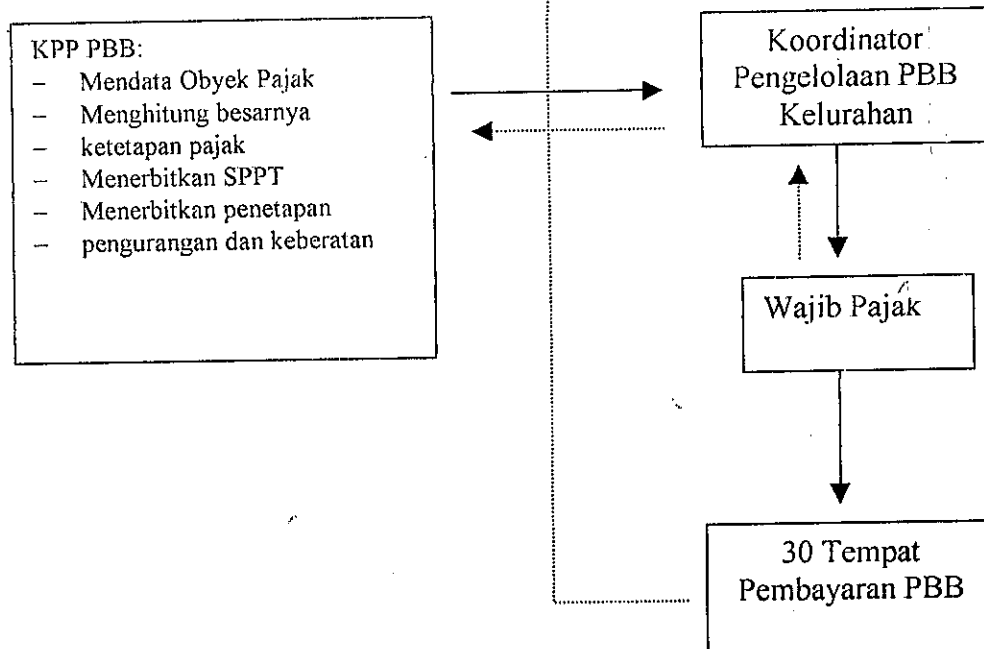 KPP PBB:
– Mendata Obyek Pajak
– Menghitung besarnya
– ketetapan pajak
– Menerbitkan SPPT
– Menerbitkan penetapan
– pengurangan dan keberatan
Koordinator
Pengelolaan PBB
Kelurahan
Wajib Pajak
30 Tempat
Pembayaran PBB